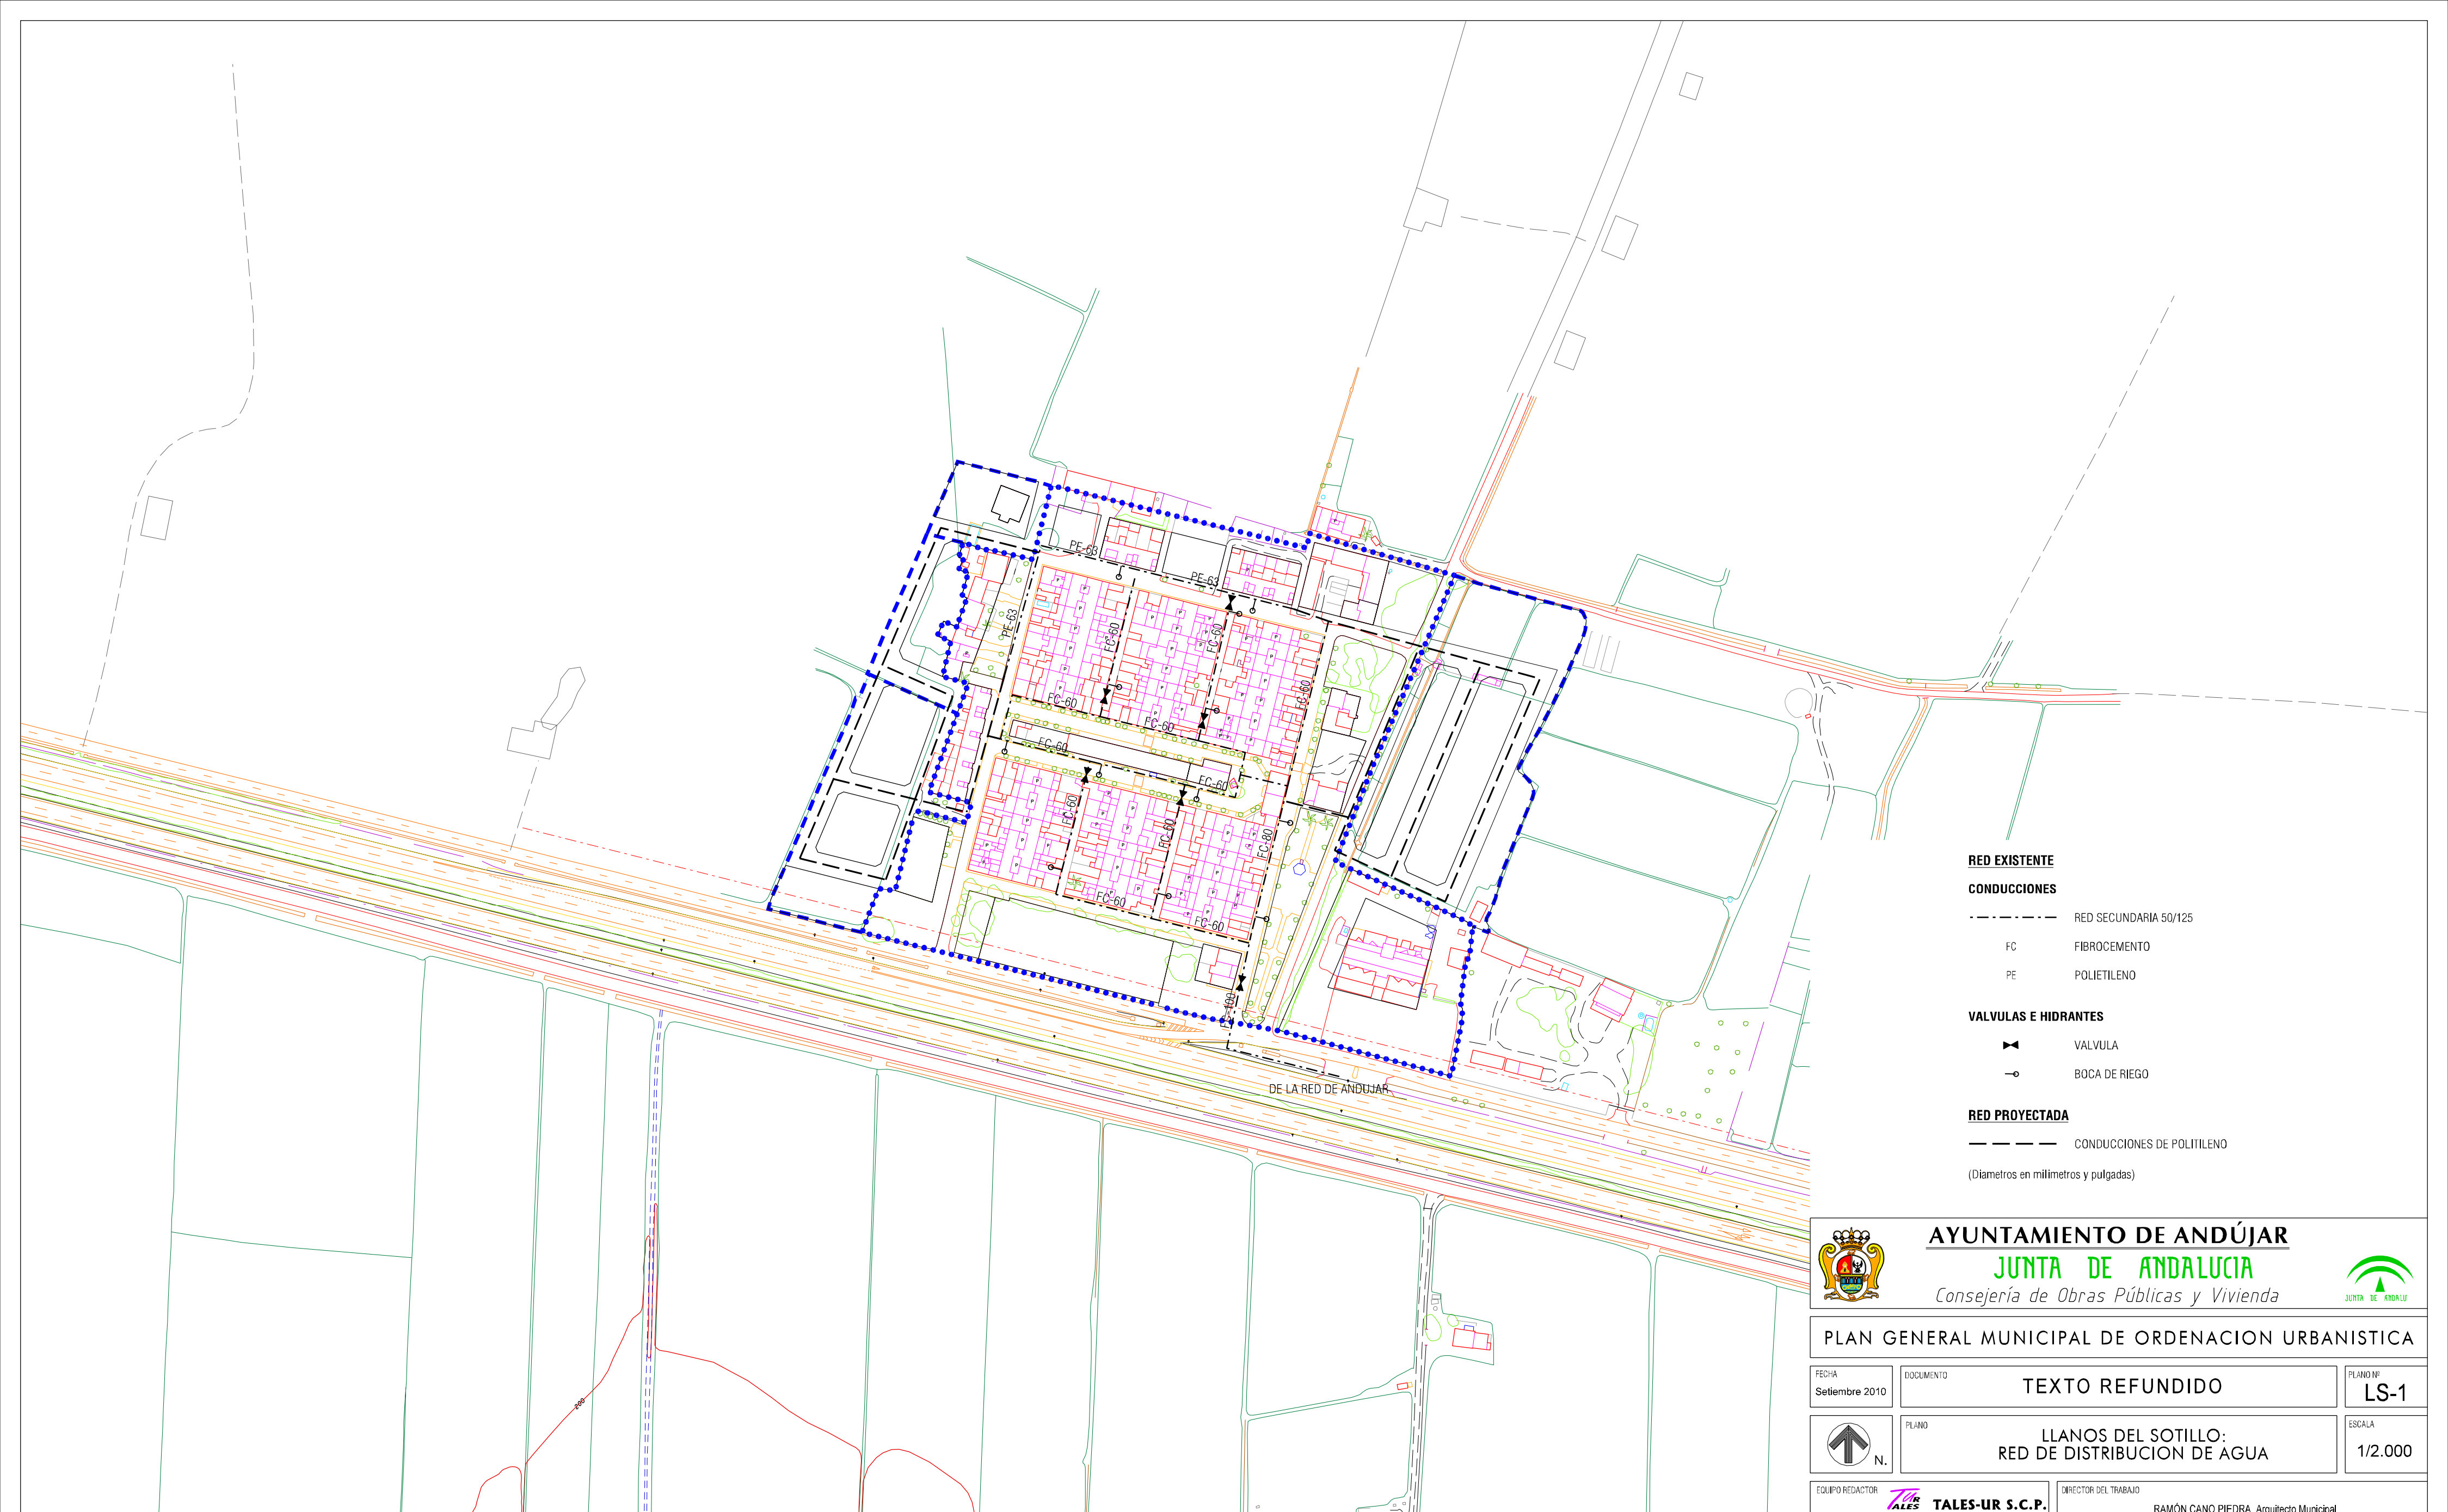 PE-63
PE-63
PE-63
FC-60
FC-60
FC-60
FC-60
FC-60
FC-60
FC-60
FC-60
FC-60
FC-80
FC-60
FC-60
FC-100
DE LA RED DE ANDUJAR
RED EXISTENTE
CONDUCCIONES
RED SECUNDARIA 50/125
FC FIBROCEMENTO
PE POLIETILENO
VALVULAS E HIDRANTES
VALVULA
BOCA DE RIEGO
RED PROYECTADA
CONDUCCIONES DE POLITILENO
(Diametros en milimetros y pulgadas)
AYUNTAMIENTO DE ANDÚJAR
JUNTA DE ANDALUCIA
Consejería de Obras Públicas y Vivienda
JUNTA DE ANDALU
PLAN GENERAL MUNICIPAL DE ORDENACION URBANISTICA
FECHA
Setiembre 2010
DOCUMENTO
TEXTO REFUNDIDO
PLANO Nº
LS-1
N.
PLANO
LLANOS DEL SOTILLO:
RED DE DISTRIBUCION DE AGUA
ESCALA
1/2.000
EQUIPO REDACTOR
TUR
ALES
TALES-UR S.C.P.
DIRECTOR DEL TRABAJO
RAMÓN CANO PIEDRA. Arquitecto Municipal